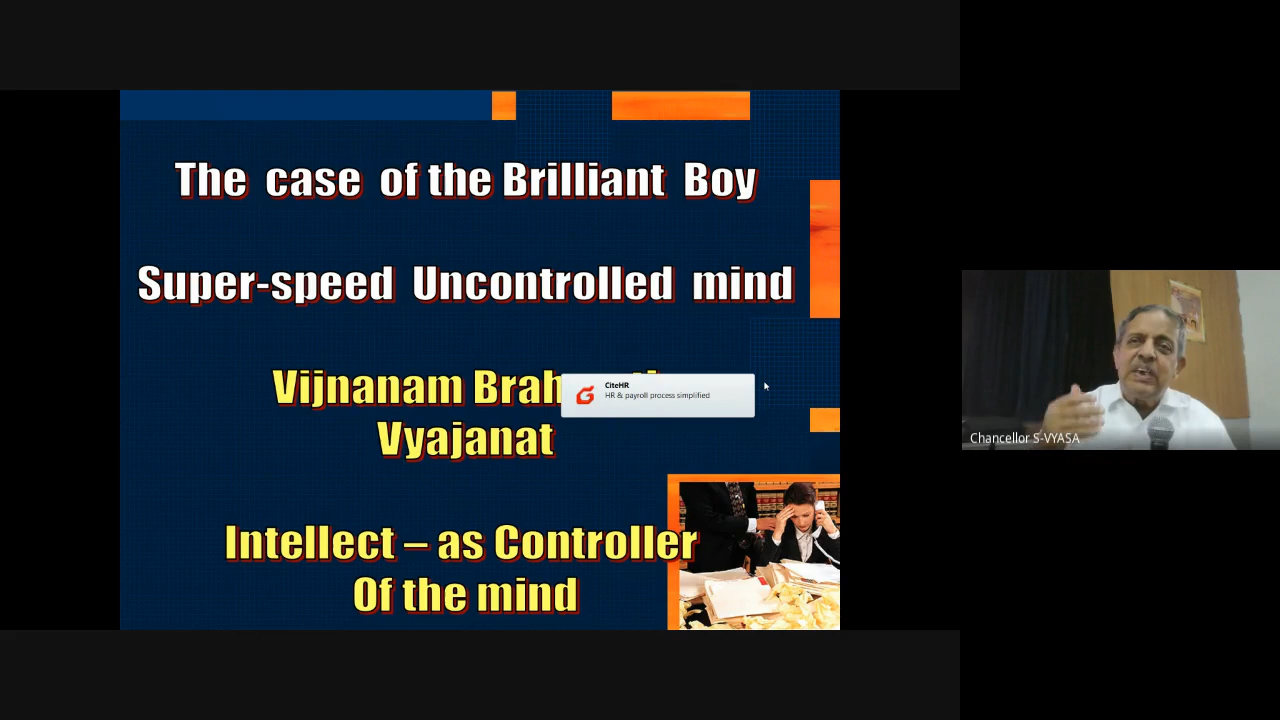 The case of the Brilliant Boy
Super-speed Uncontrolled mind
Vijnanam
Vyajanat
Intellect – as Controller
Of the mind
CiteHR
HR & payroll process simplified
Chancellor S-VYASA